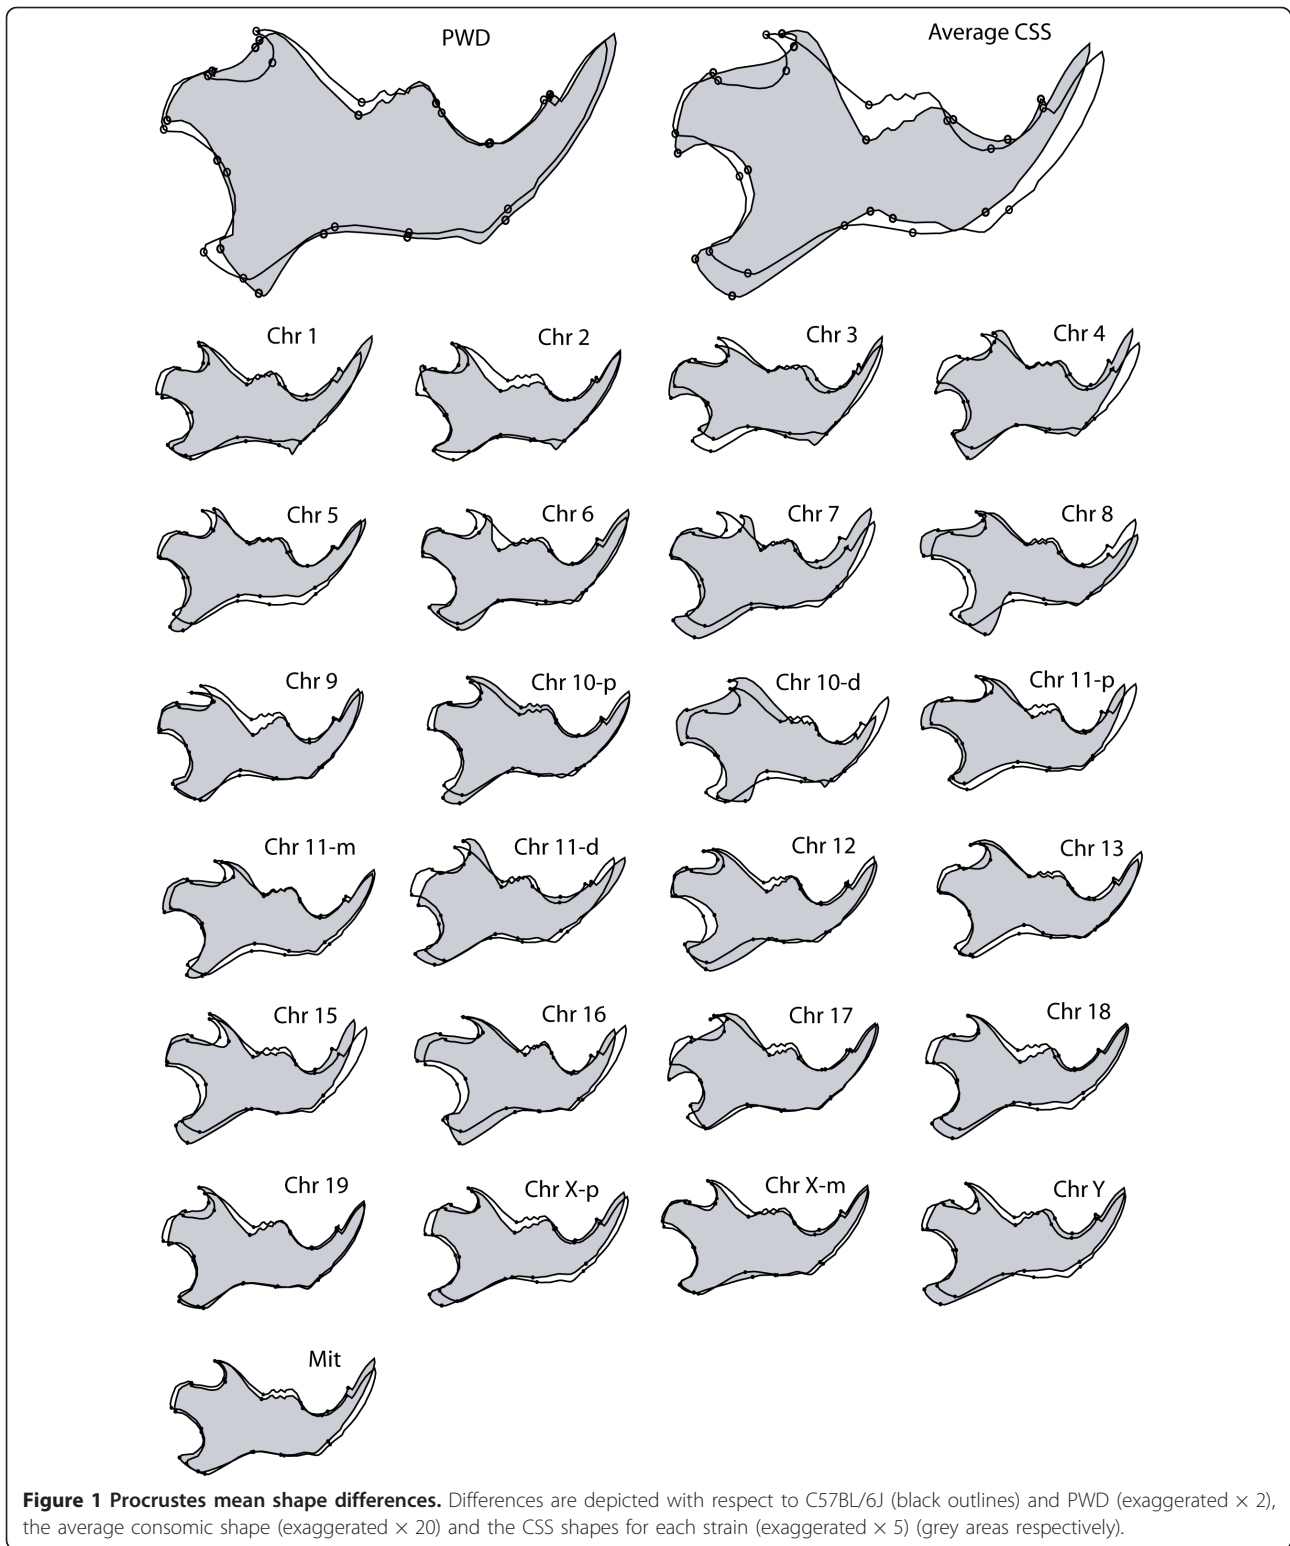 PWD
Average CSS
Chr 1
Chr 2
Chr 3
Chr 4
Chr 5
Chr 6
Chr 7
Chr 8
Chr 9
Chr 10-p
Chr 10-d
Chr 11-p
Chr 11-m
Chr 11-d
Chr 12
Chr 13
Chr 15
Chr 16
Chr 17
Chr 18
Chr 19
Chr X-p
Chr X-m
Chr Y
Mit
Figure 1 Procrustes mean shape differences. Differences are depicted with respect to C57BL/6J (black outlines) and PWD (exaggerated × 2),
the average consomic shape (exaggerated × 20) and the CSS shapes for each strain (exaggerated × 5) (grey areas respectively).